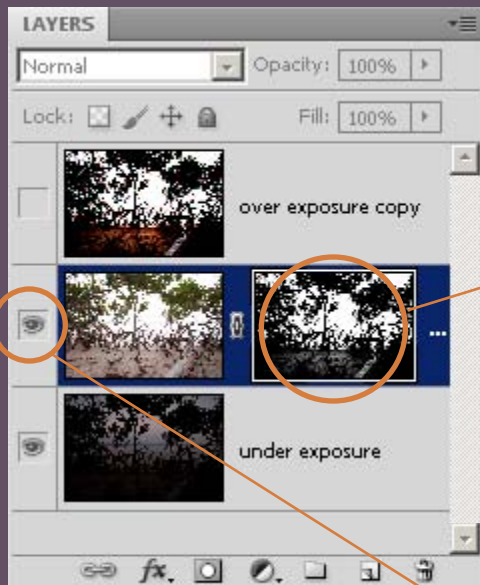 LAYERS
Normal Opacity: 100%
Lock: Fill: 100%
over exposure copy
...
under exposure
fx.